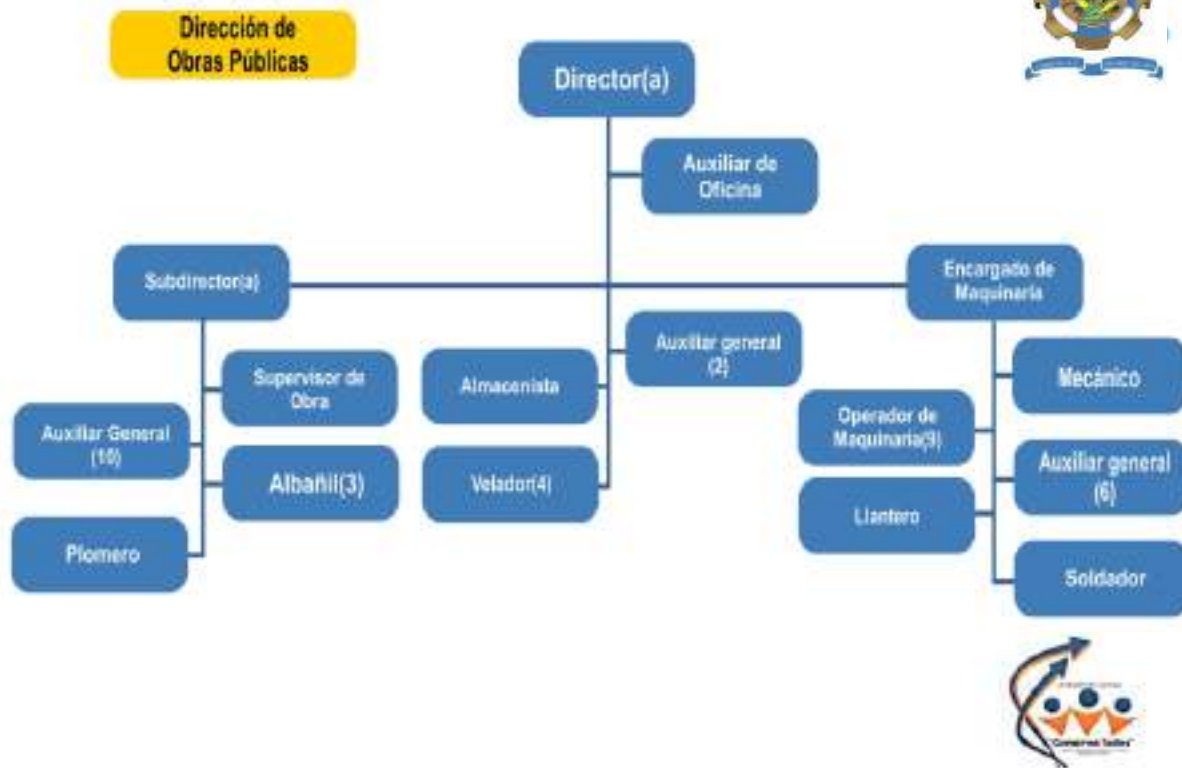 Dirección de
Obras Públicas
Director(a)
Auxiliar de
Oficina
Subdirector(a)
Encargado de
Maquinaria
Auxiliar general
(2)
Supervisor de
Obra
Almacenista
Mecánico
Auxiliar General
(10)
Operador de
Maquinaria(9)
Albañil(3)
Velador(4)
Auxiliar general
(6)
Llantero
Plomero
Soldador